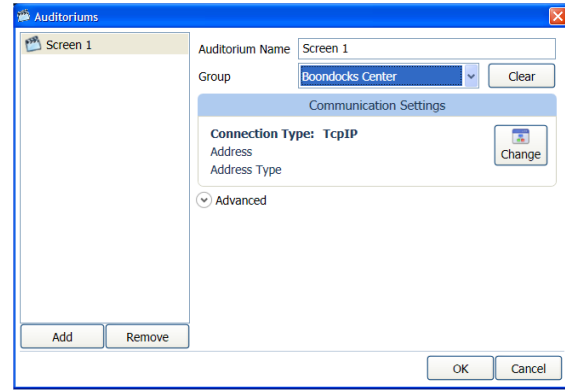 Auditoriums
Screen 1
Auditorium Name Screen 1
Group Boondocks Center Clear
Communication Settings
Connection Type: TcpIP
Address
Address Type
Change
Advanced
Add Remove
OK Cancel